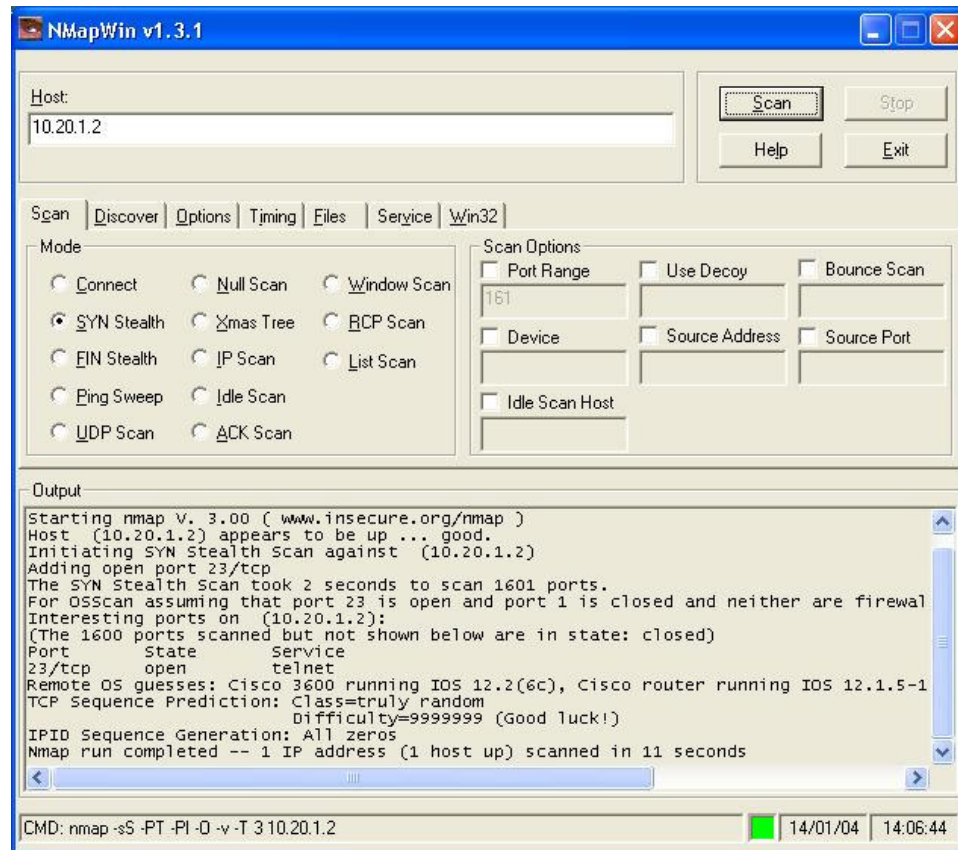 NMapWin v1.3.1
Host:
10.20.1.2
Scan
Stop
Help
Exit
Scan Discover Options Timing Files Service Win32
Mode
Connect Null Scan Window Scan
SYN Stealth Xmas Tree RCP Scan
FIN Stealth IP Scan List Scan
Ping Sweep Idle Scan
UDP Scan ACK Scan
Scan Options
Port Range Use Decoy Bounce Scan
161
Device Source Address Source Port
Idle Scan Host
Output
Starting nmap V. 3.00 ( www.insecure.org/nmap )
Host (10.20.1.2) appears to be up ... good.
Initiating SYN Stealth Scan against (10.20.1.2)
Adding open port 23/tcp
The SYN Stealth Scan took 2 seconds to scan 1601 ports.
For OSScan assuming that port 23 is open and port 1 is closed and neither are firewal
Interesting ports on (10.20.1.2):
(The 1600 ports scanned but not shown below are in state: closed)
Port State Service
23/tcp open telnet
Remote OS guesses: Cisco 3600 running IOS 12.2(6c), Cisco router running IOS 12.1.5-1
TCP Sequence Prediction: Class=truly random
Difficulty=9999999 (Good luck!)
IPID Sequence Generation: All zeros
Nmap run completed -- 1 IP address (1 host up) scanned in 11 seconds
CMD: nmap -sS -PT -PI -O -v -T 3 10.20.1.2
14/01/04 14:06:44